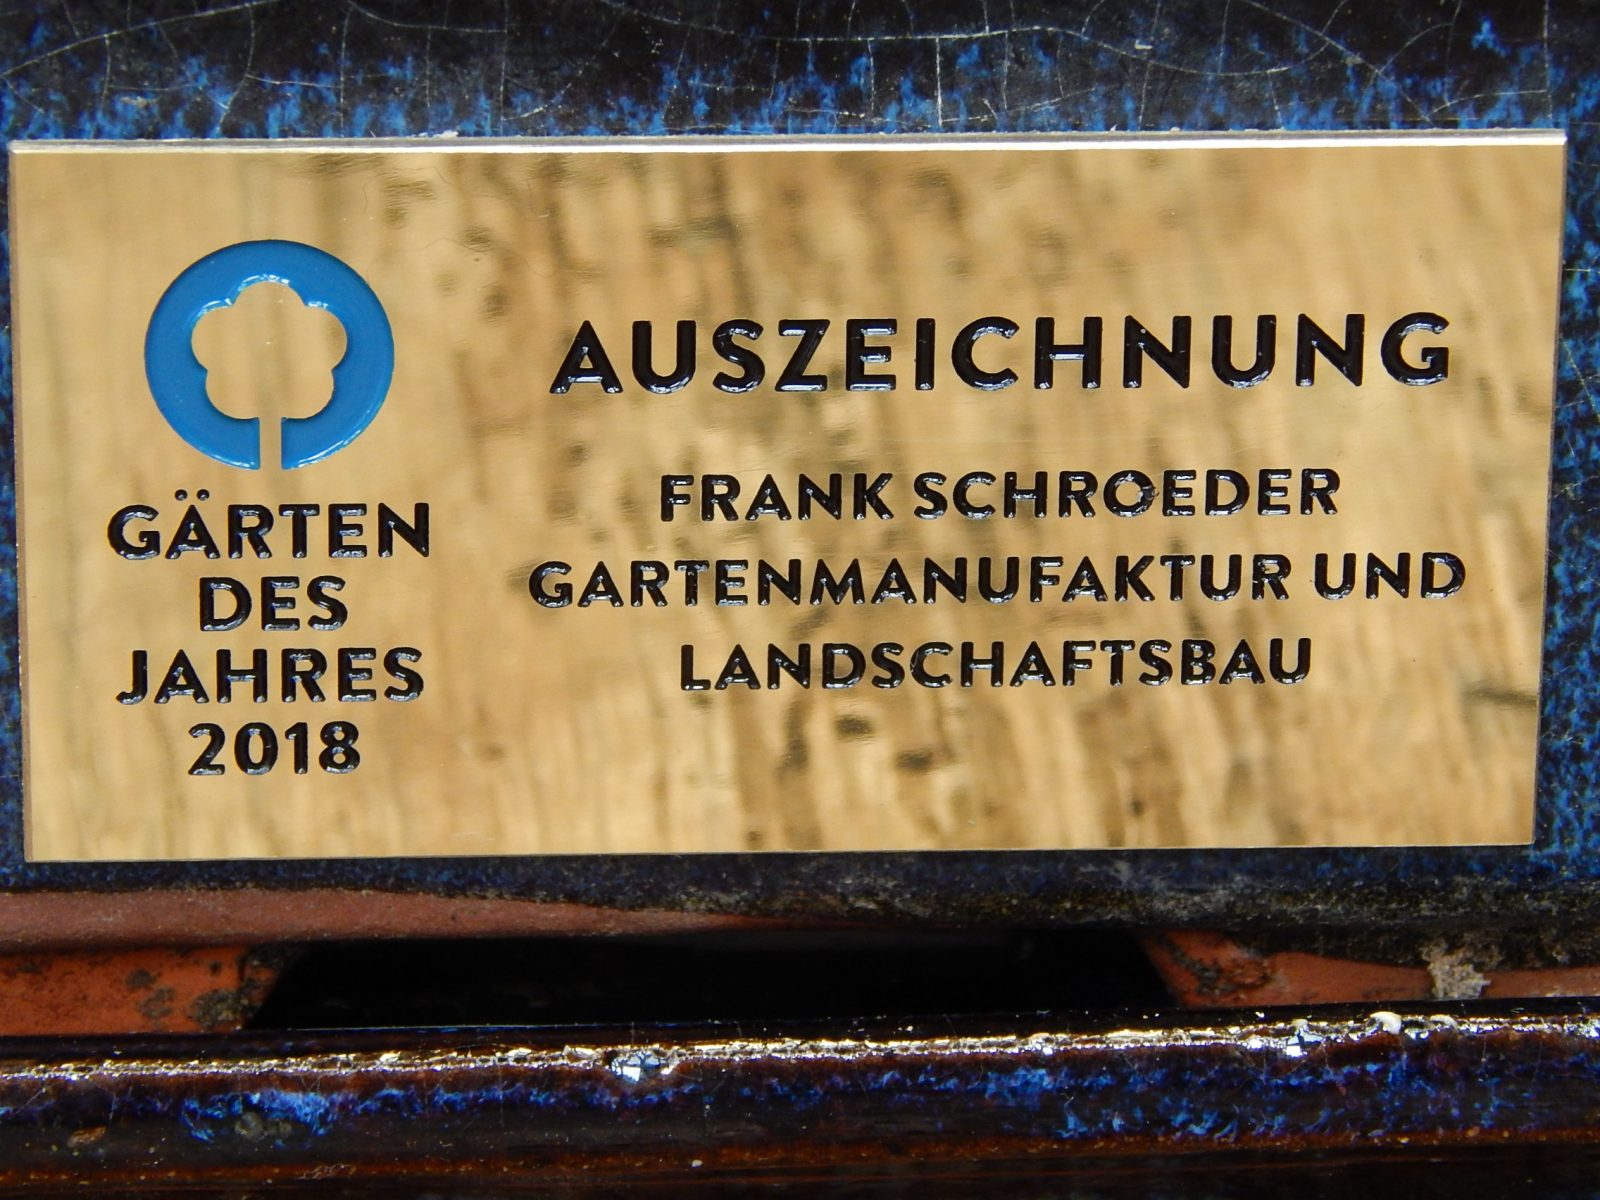 GÄRTEN
DES
JAHRES
2018
AUSZEICHNUNG
FRANK SCHROEDER
GARTENMANUFAKTUR UND
LANDSCHAFTSBAU